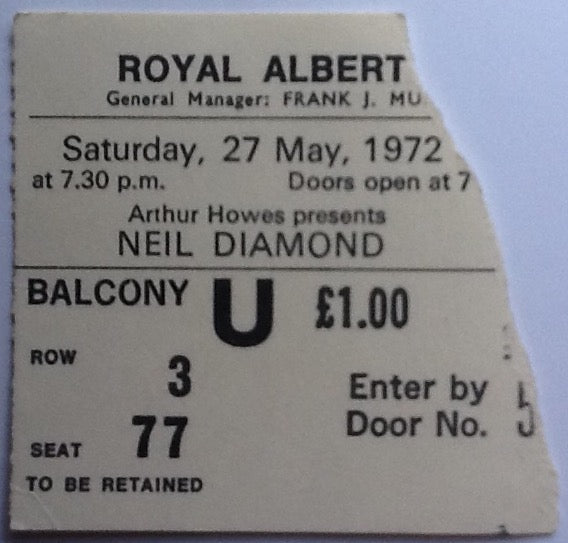 ROYAL ALBERT
General Manager: FRANK J. MU
Saturday, 27 May, 1972
at 7.30 p.m. Doors open at 7
Arthur Howes presents
NEIL DIAMOND
BALCONY U £1.00
ROW 3
Enter by
Door No. 5
SEAT 77
TO BE RETAINED